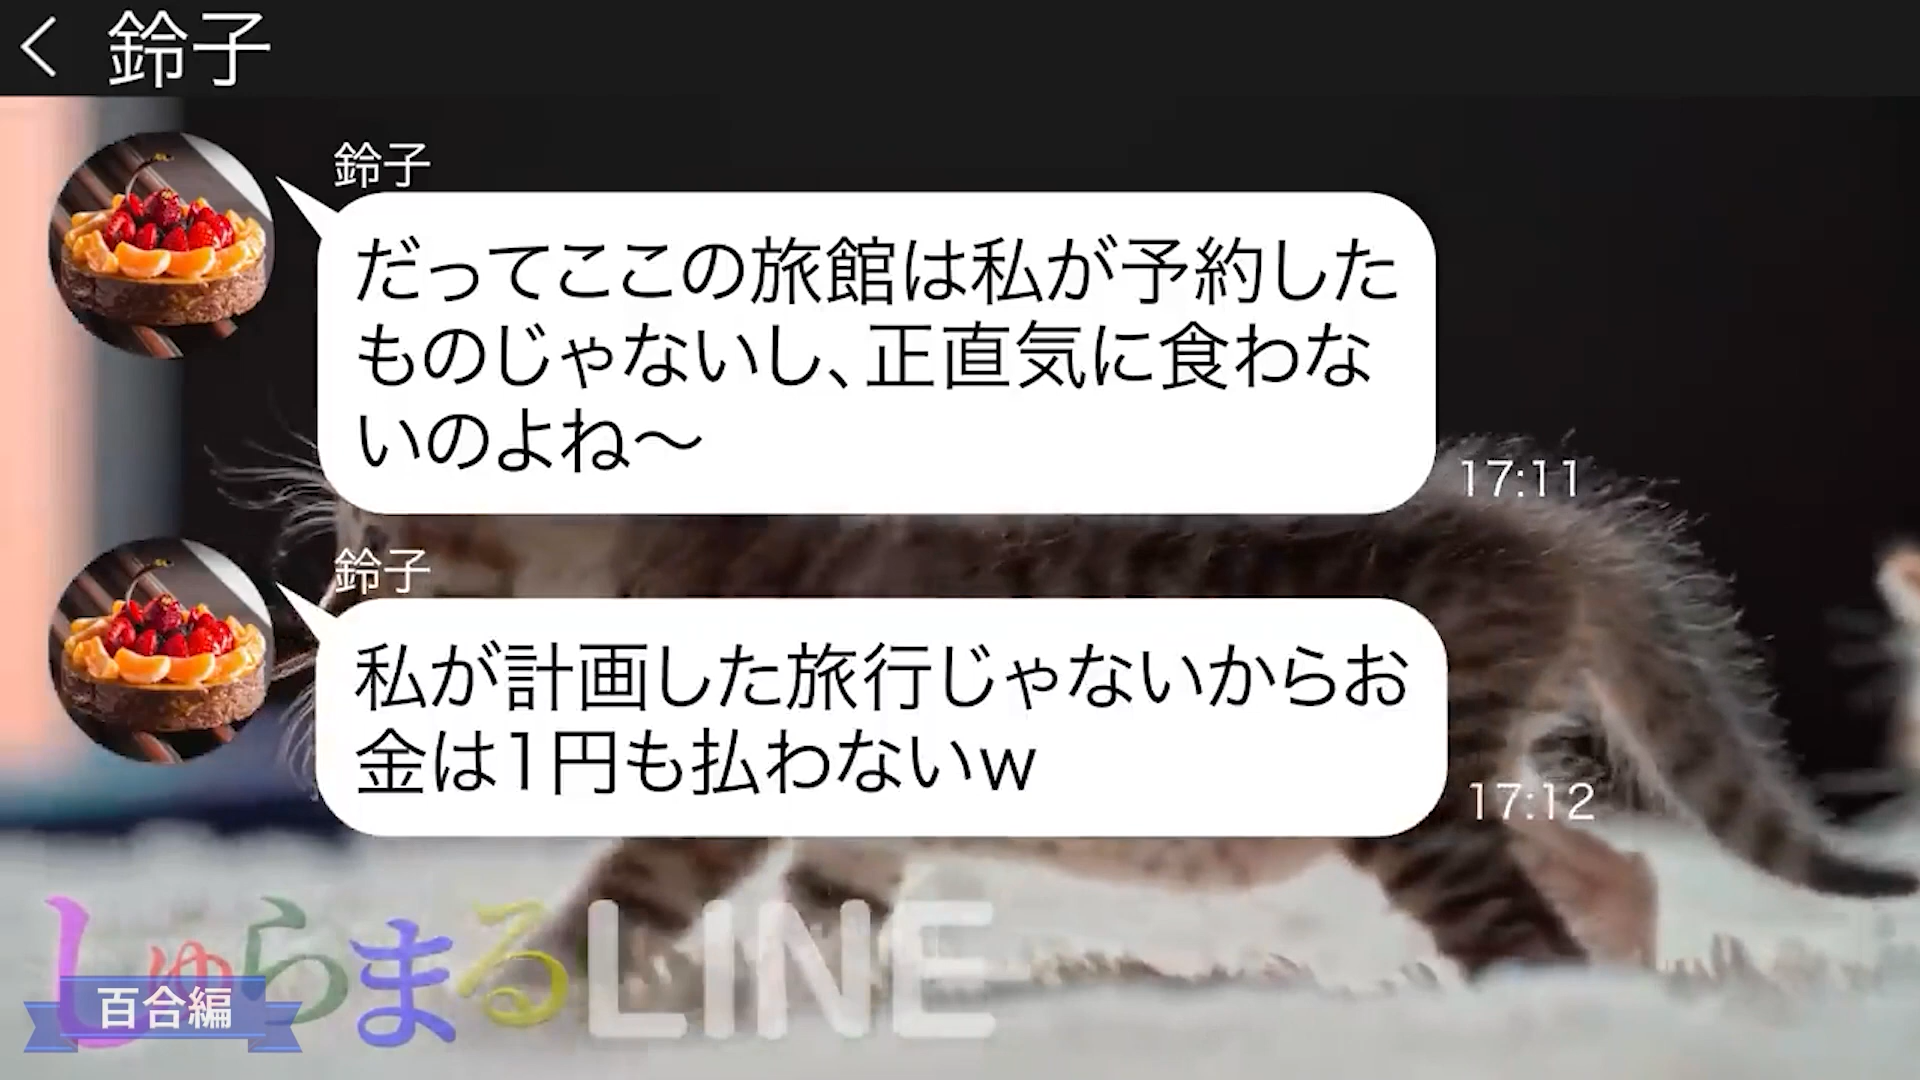 鈴子
鈴子
だってここの旅館は私が予約した
ものじゃないし、正直気に食わな
いのよね〜
17:11
鈴子
私が計画した旅行じゃないからお
金は1円も払わないw
17:12
しゅらまるLINE
百合編